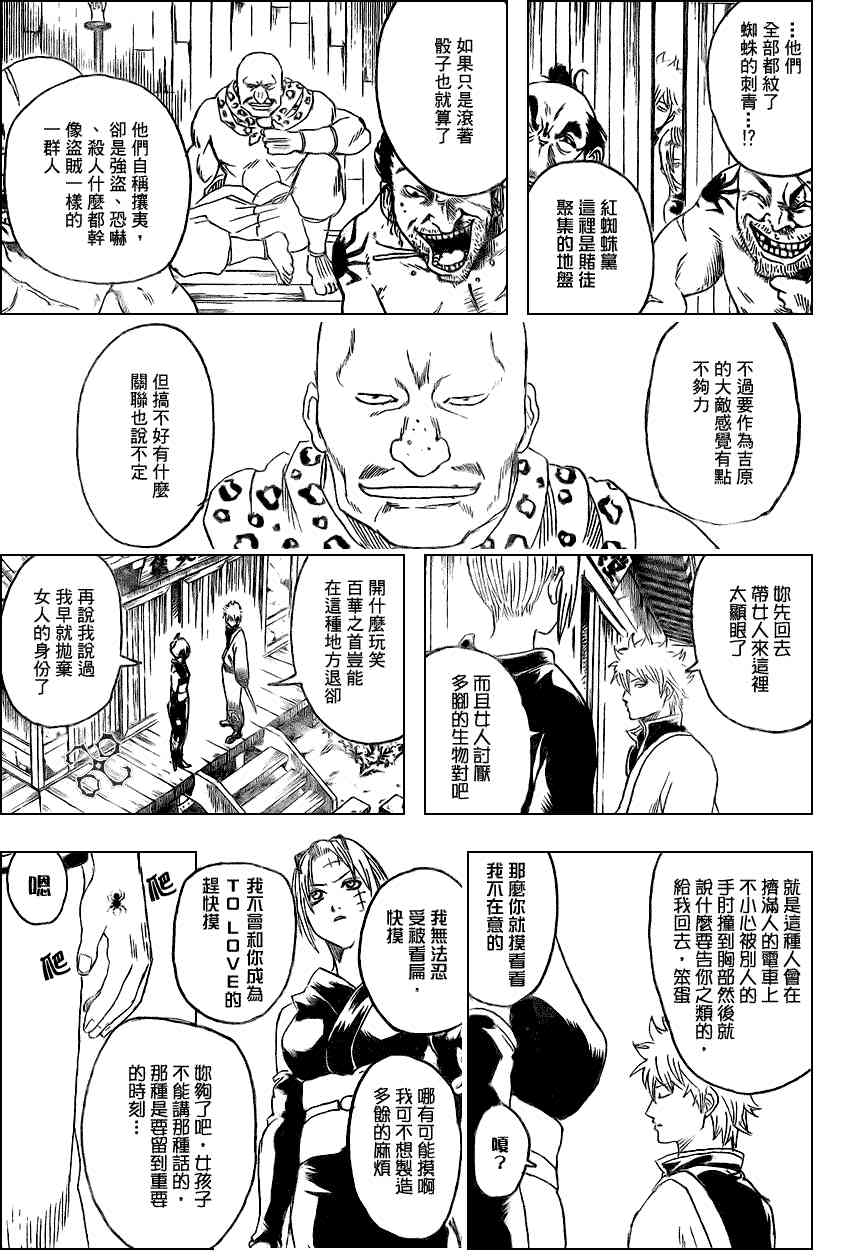 …他們
全部都紋了
蜘蛛的刺青…!?
紅蜘蛛黨
這裡是賭徒
聚集的地盤
如果只是滾著
骰子也就算了
他們自稱攘夷，
卻是強盜、恐嚇
、殺人什麼都幹
像盜賊一樣的
一群人
不過要作為吉原
的大敵感覺有點
不夠力
但搞不好有什麼
關聯也說不定
妳先回去
帶女人來這裡
太顯眼了
而且女人討厭
多腳的生物對吧
開什麼玩笑
百華之首豈能
在這種地方退卻
再說我說過
我早就拋棄
女人的身份了
就是這種人會在
擠滿人的電車上
不小心被別人的
手肘撞到胸部然後就
說什麼要告你之類的，
給我回去，笨蛋
那麼你就摸看看
我不在意的
嗄？
我無法忍
受被看扁，
快摸
哪有可能摸啊
我可不想製造
多餘的麻煩
我不會和你成為
TO LOVE的
趕快摸
妳夠了吧，女孩子
不能講那種話的，
那種是要留到重要
的時刻…
爬
爬
嗯